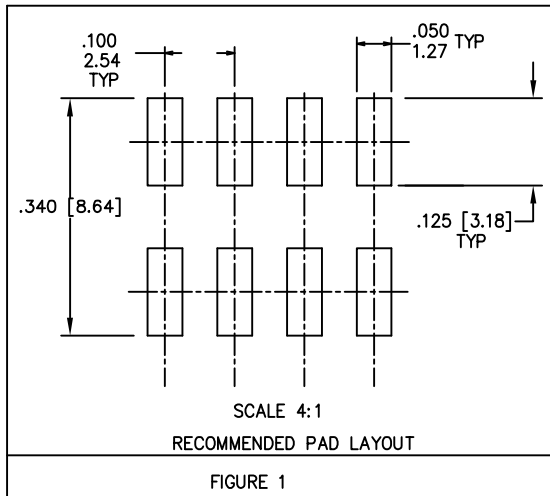 .100
2.54
TYP
.050
1.27
TYP
.340 [8.64]
.125 [3.18]
TYP
SCALE 4:1
RECOMMENDED PAD LAYOUT
FIGURE 1